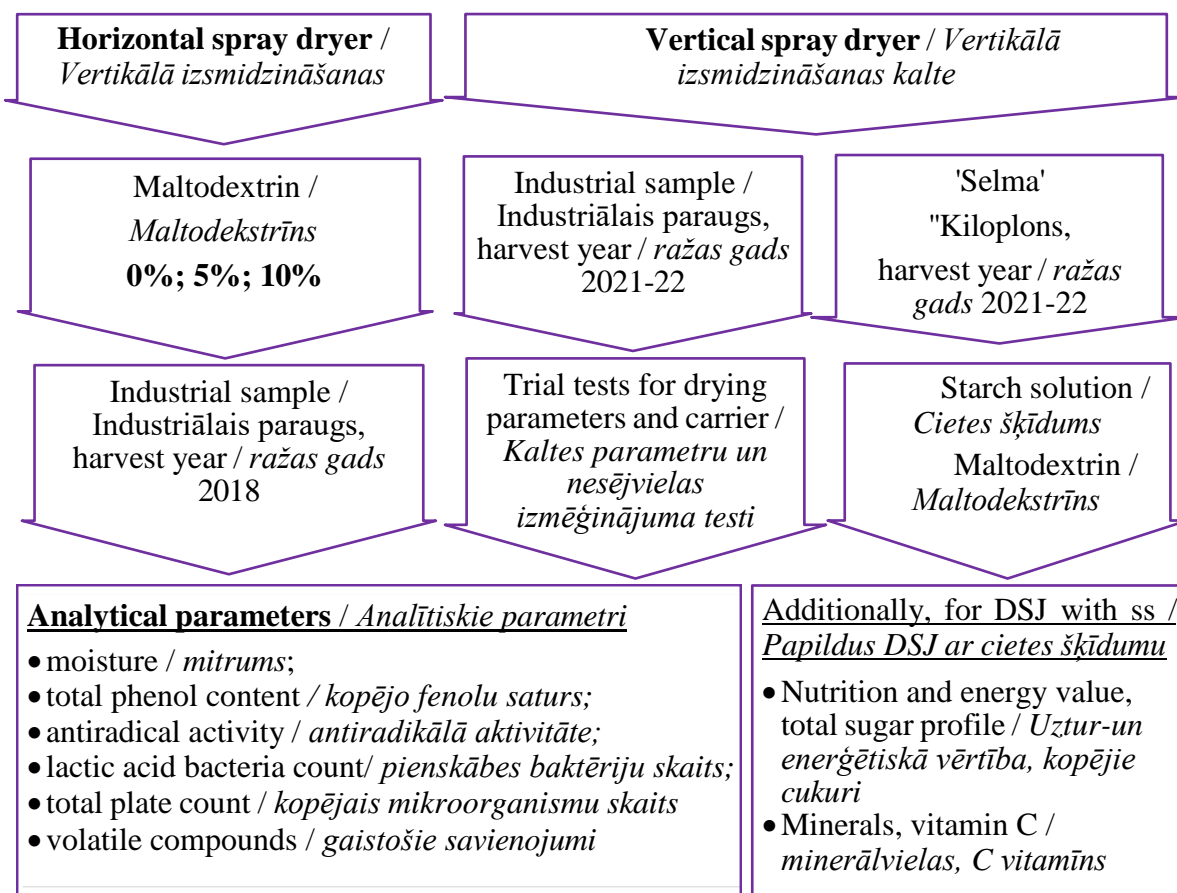 Horizontal spray dryer /
Vertikālā izsmidzināšanas
Vertical spray dryer / Vertikālā
izsmidzināšanas kalte
Maltodextrin /
Maltodekstrīns
0%; 5%; 10%
Industrial sample /
Industriālais paraugs,
harvest year / ražas gads
2021-22
'Selma'
"Kiloplons,
harvest year / ražas
gads 2021-22
Industrial sample /
Industriālais paraugs,
harvest year / ražas gads
2018
Trial tests for drying
parameters and carrier /
Kaltes parametru un
nesējvielas
izmēģinājuma testi
Starch solution /
Cietes šķīdums
Maltodextrin /
Maltodekstrīns
Analytical parameters / Analītiskie parametri
• moisture / mitrums;
• total phenol content / kopējo fenolu saturs;
• antiradical activity / antiradikālā aktivitāte;
• lactic acid bacteria count/ pienskābes baktēriju skaits;
• total plate count / kopējais mikroorganismu skaits
• volatile compounds / gaistošie savienojumi
Additionally, for DSJ with ss /
Papildus DSJ ar cietes šķīdumu
• Nutrition and energy value,
total sugar profile / Uztur-un
enerģētiskā vērtība, kopējie
cukuri
• Minerals, vitamin C /
minerālvielas, C vitamīns